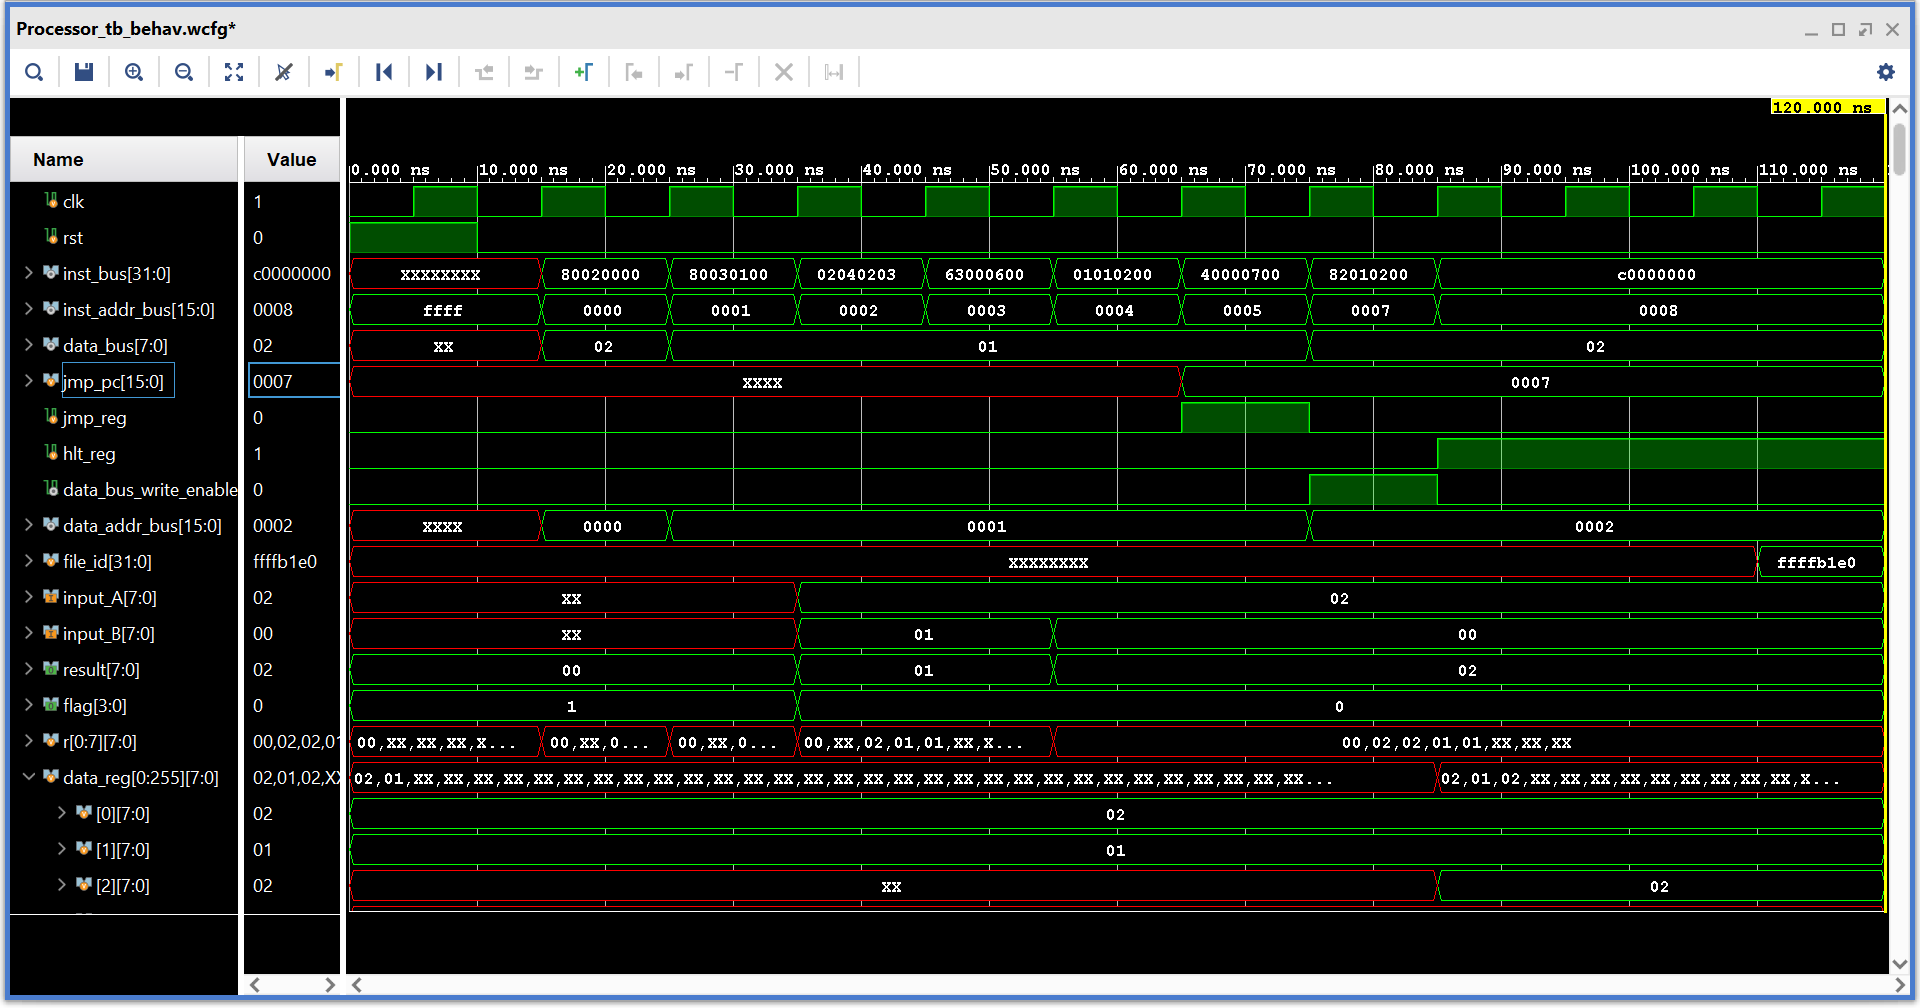 Processor_tb_behav.wcfg*
120.000 ns
Name Value 0.000 ns 10.000 ns 20.000 ns 30.000 ns 40.000 ns 50.000 ns 60.000 ns 70.000 ns 80.000 ns 90.000 ns 100.000 ns 110.000 ns
clk 1
rst 0
inst_bus[31:0] c0000000 XXXXXXXX 80020000 80030100 02040203 63000600 01010200 40000700 82010200 c0000000
inst_addr_bus[15:0] 0008 ffff 0000 0001 0002 0003 0004 0005 0007 0008
data_bus[7:0] 02 XX 02 01 02
jmp_pc[15:0] 0007 XXXX 0007
jmp_reg 0
hlt_reg 1
data_bus_write_enable 0
data_addr_bus[15:0] 0002 XXXX 0000 0001 0002
file_id[31:0] ffffb1e0 XXXXXXXX ffffb1e0
input_A[7:0] 02 XX 02
input_B[7:0] 00 XX 01 00
result[7:0] 02 00 01 02
flag[3:0] 0 1 0
r[0:7][7:0] 00,02,02,01 00,XX,XX,XX,X... 00,XX,0... 00,XX,0... 00,XX,02,01,01,XX,X... 00,02,02,01,01,XX,XX,XX
data_reg[0:255][7:0] 02,01,02,XX 02,01,XX,XX,XX,XX,XX,XX,XX,XX,XX,XX,XX,XX,XX,XX,XX,XX,XX,XX,XX,XX,XX,XX,XX,XX,XX,XX,XX,XX,XX,XX... 02,01,02,XX,XX,XX,XX,XX,XX,XX,XX,XX,X...
[0][7:0] 02 02
[1][7:0] 01 01
[2][7:0] 02 XX 02